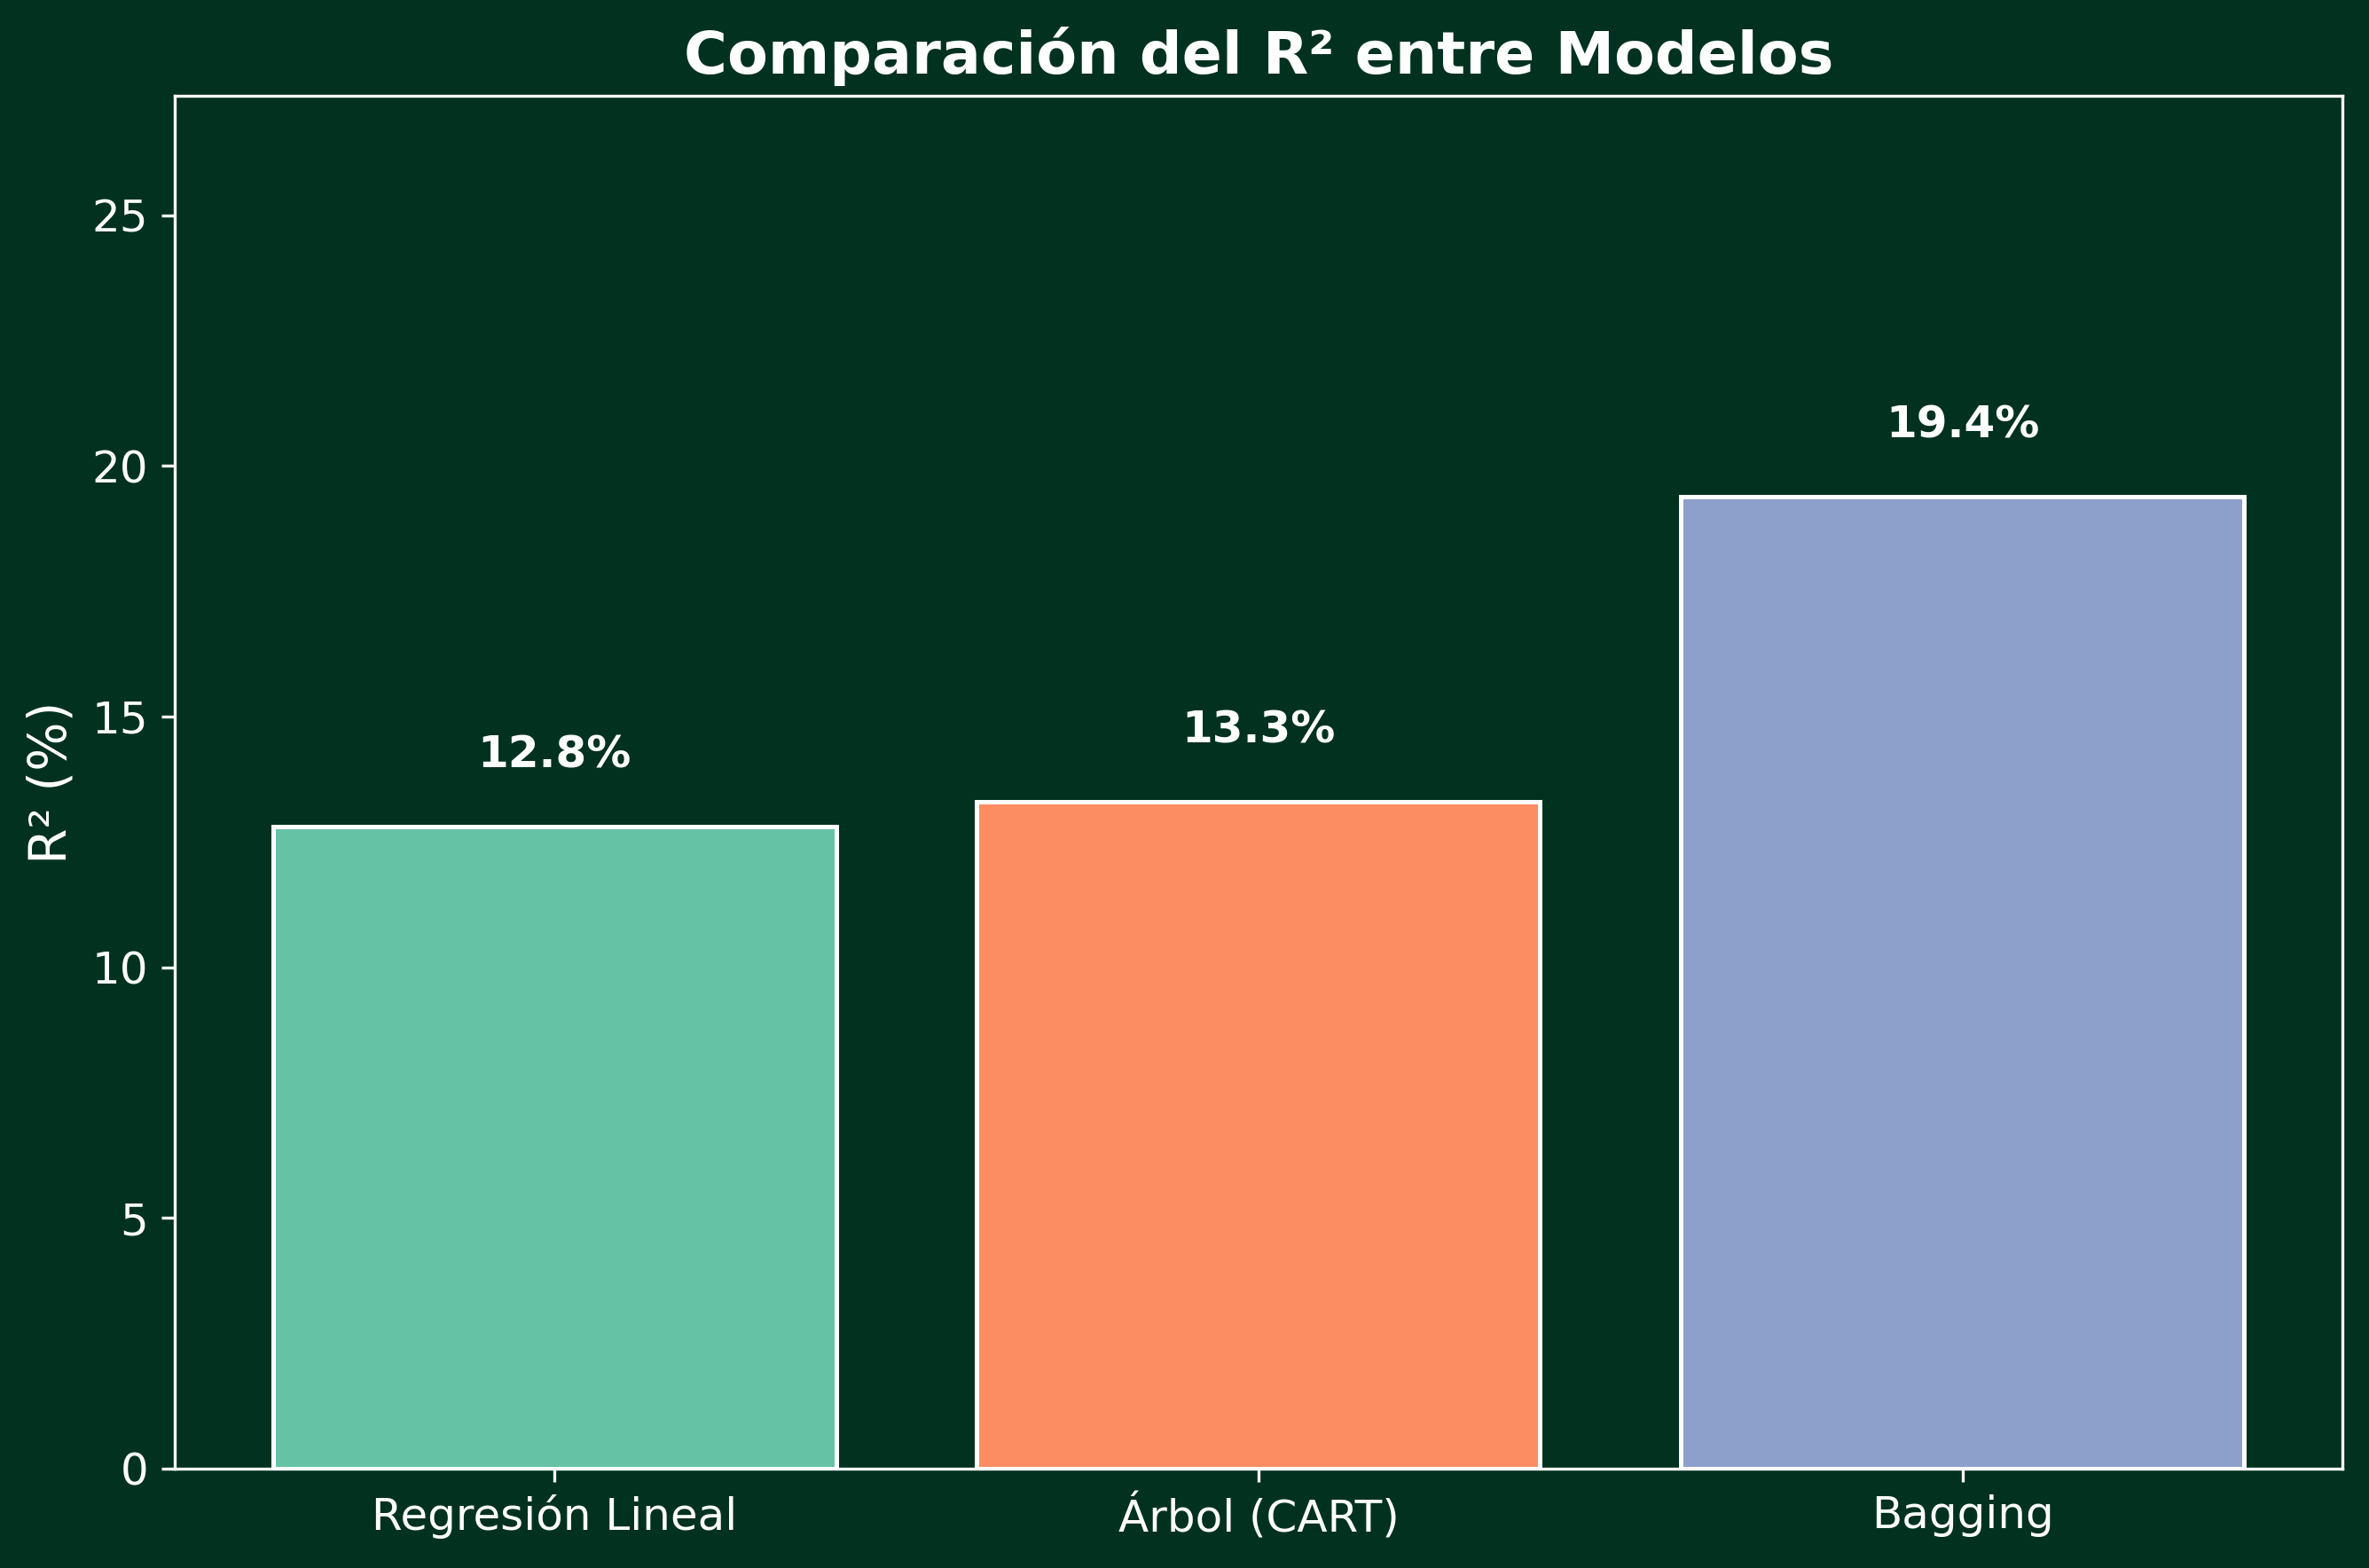 Comparación del R² entre Modelos
R² (%)
25
20
15
10
5
0
12.8%
13.3%
19.4%
Regresión Lineal
Árbol (CART)
Bagging